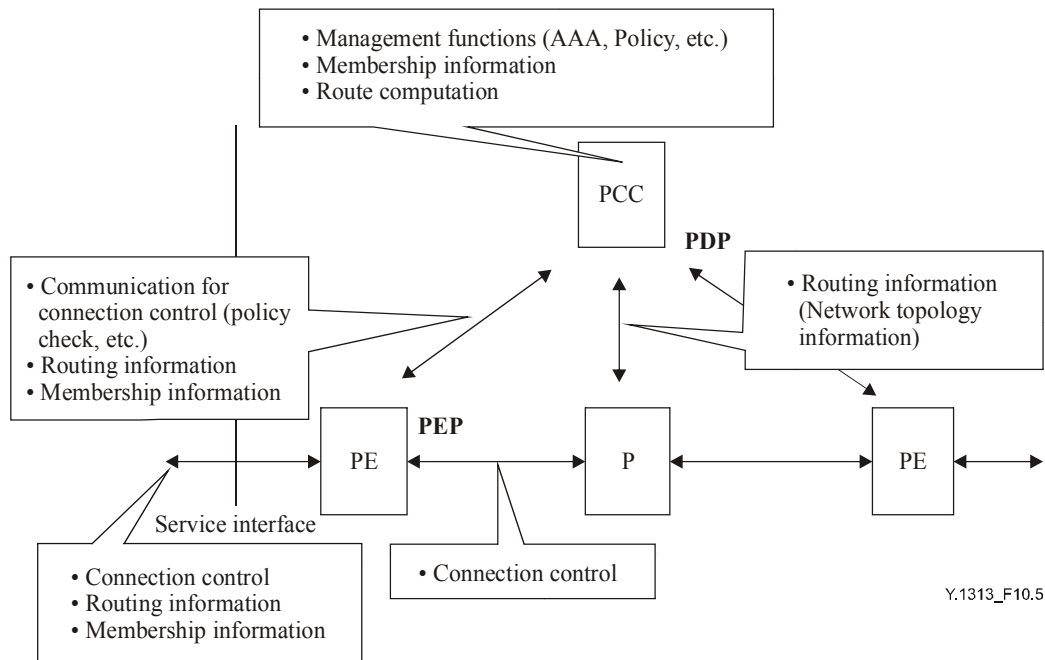 • Management functions (AAA, Policy, etc.)
• Membership information
• Route computation
PCC
PDP
• Communication for
connection control (policy
check, etc.)
• Routing information
• Membership information
• Routing information
(Network topology
information)
PEP
PE
P
PE
Service interface
• Connection control
• Routing information
• Membership information
• Connection control
Y.1313_F10.5